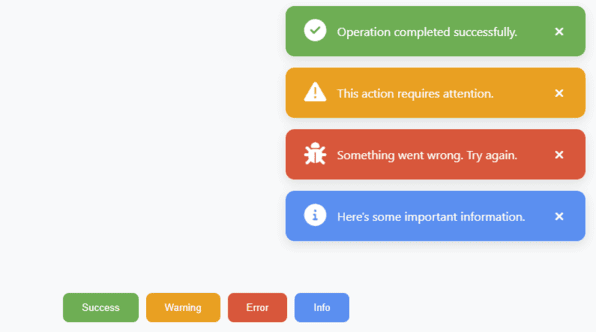 Operation completed successfully.
This action requires attention.
Something went wrong. Try again.
Here's some important information.
Success Warning Error Info